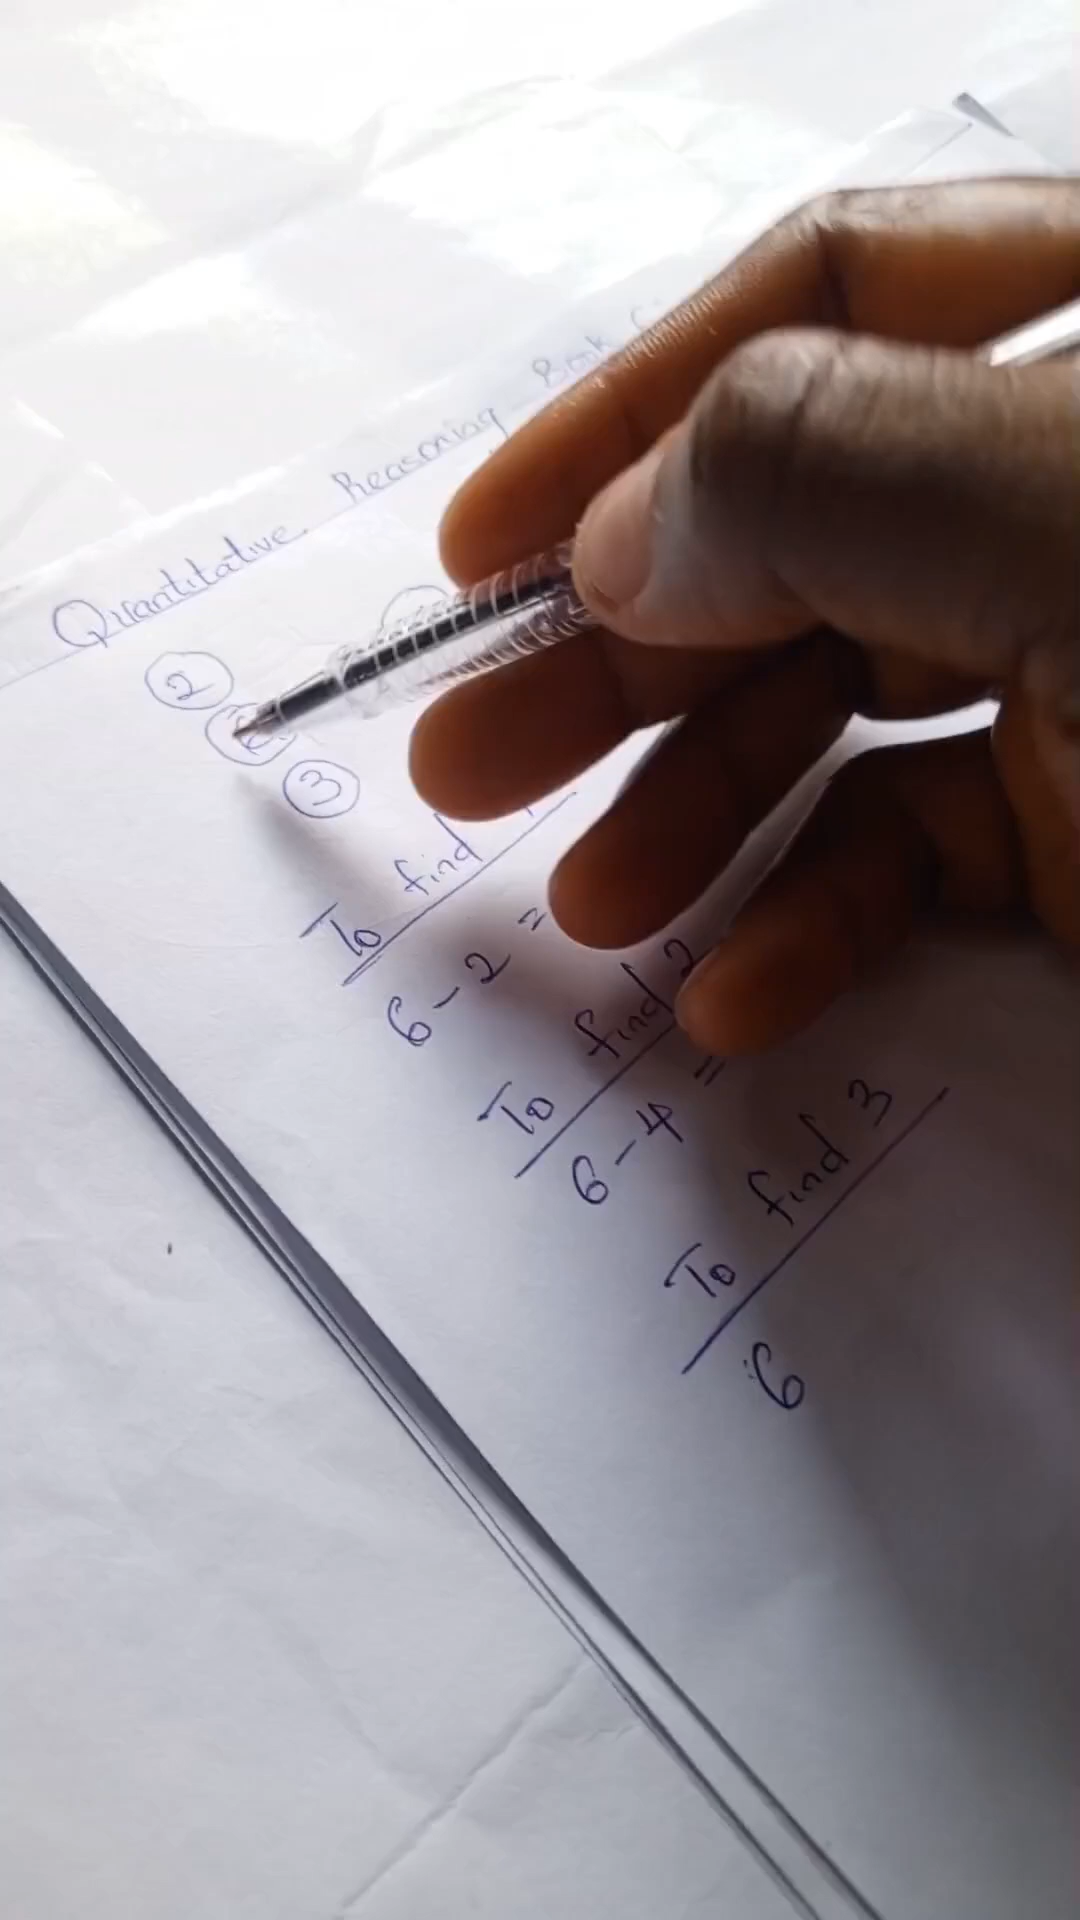 Quantitative Reasoning Book
2
3
To find
6 - 2 =
To find 2
6 - 4 =
To find 3
6